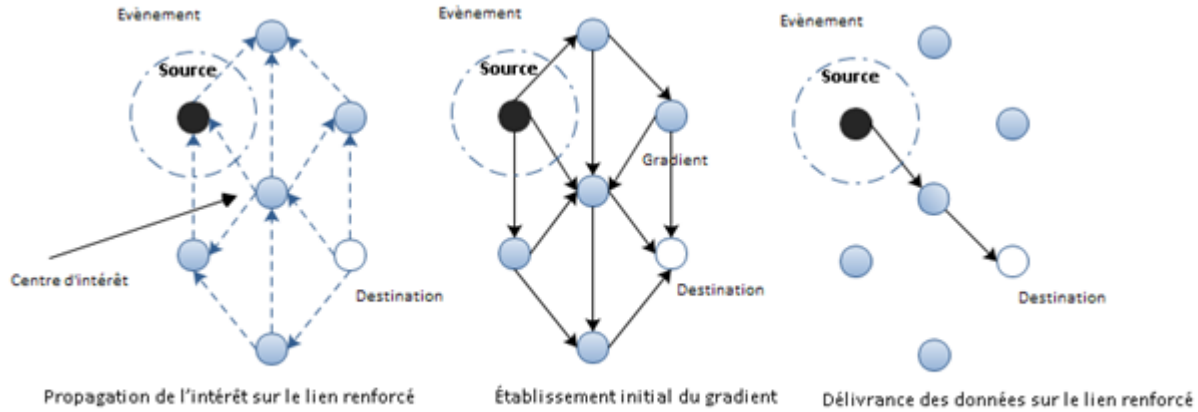 Evènement
Source
Centre d'intérêt
Destination
Propagation de l'intérêt sur le lien renforcé
Evènement
Source
Gradient
Destination
Établissement initial du gradient
Evènement
Source
Destination
Délivrance des données sur le lien renforcé